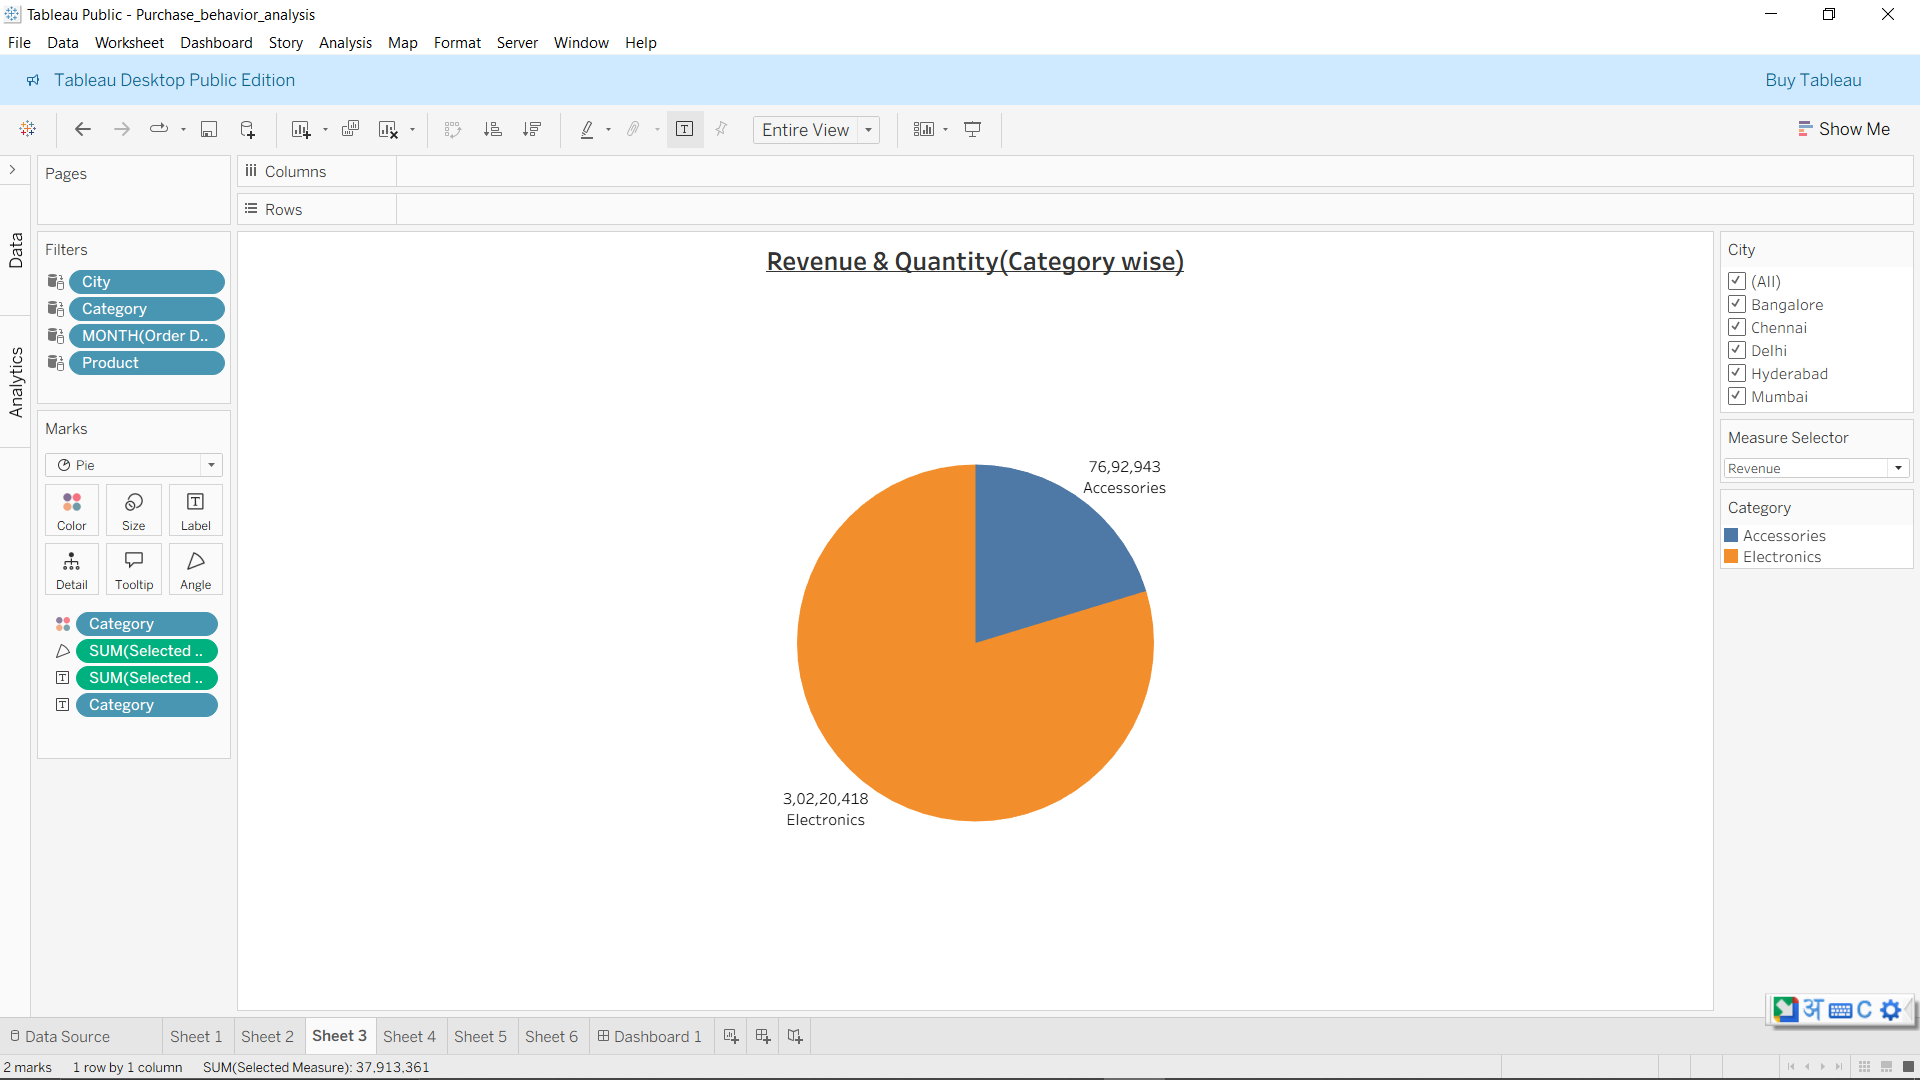 Tableau Public - Purchase_behavior_analysis
File Data Worksheet Dashboard Story Analysis Map Format Server Window Help
Tableau Desktop Public Edition
Buy Tableau
Entire View
Show Me
Data
Analytics
Pages
Columns
Rows
Filters
City
Category
MONTH(Order D..
Product
Marks
Pie
Color Size Label
Detail Tooltip Angle
Category
SUM(Selected ..
SUM(Selected ..
Category
Revenue & Quantity(Category wise)
76,92,943
Accessories
3,02,20,418
Electronics
City
(All)
Bangalore
Chennai
Delhi
Hyderabad
Mumbai
Measure Selector
Revenue
Category
Accessories
Electronics
अ C
Data Source Sheet 1 Sheet 2 Sheet 3 Sheet 4 Sheet 5 Sheet 6 Dashboard 1
2 marks 1 row by 1 column SUM(Selected Measure): 37,913,361